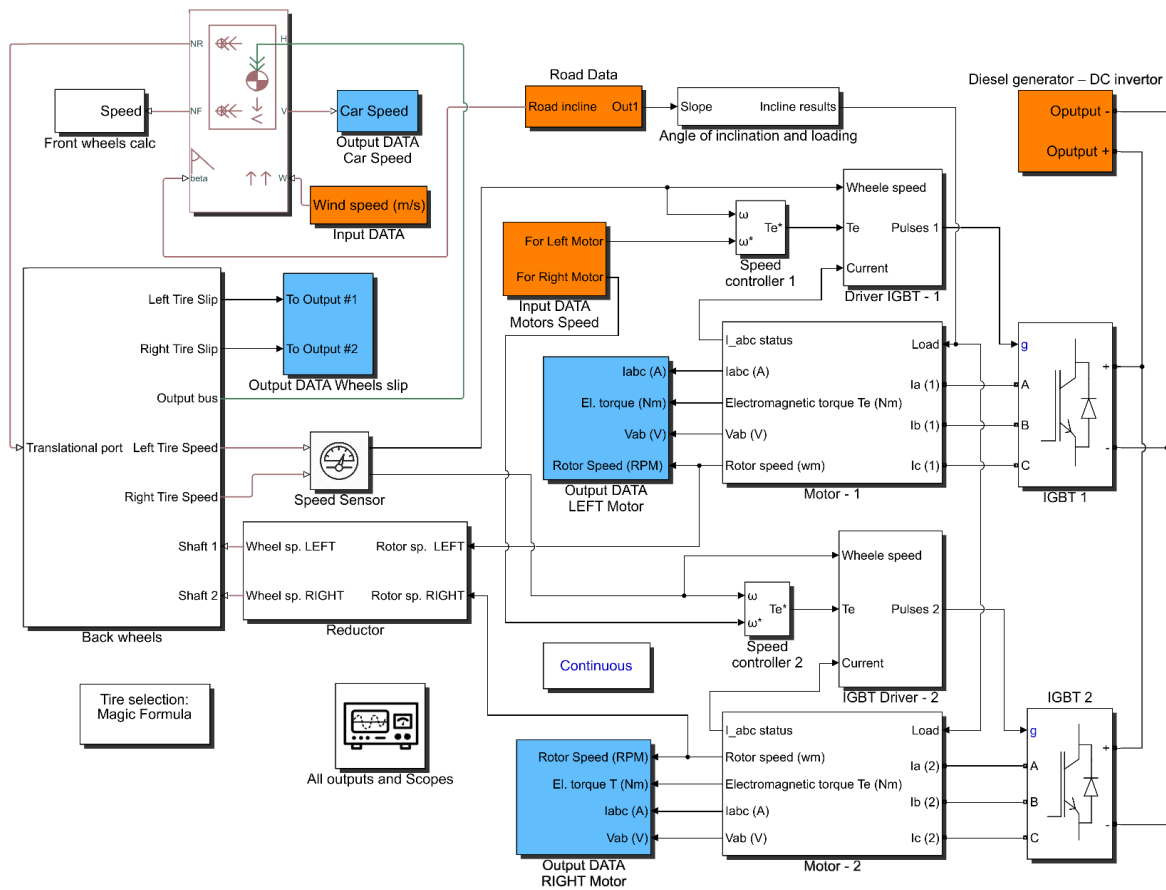 NR
H
NF
V
beta
W
Speed
Front wheels calc
Car Speed
Output DATA
Car Speed
Wind speed (m/s)
Input DATA
Road Data
Road incline
Out1
Slope
Incline results
Angle of inclination and loading
Diesel generator – DC invertor
Oputput -
Oputput +
For Left Motor
For Right Motor
Input DATA
Motors Speed
ω
ω*
Te*
Speed
controller 1
Wheele speed
Te
Current
Pulses 1
Driver IGBT - 1
Left Tire Slip
Right Tire Slip
Output bus
Translational port
Left Tire Speed
Right Tire Speed
Shaft 1
Shaft 2
Back wheels
To Output #1
To Output #2
Output DATA Wheels slip
Speed Sensor
Iabc (A)
El. torque (Nm)
Vab (V)
Rotor Speed (RPM)
Output DATA
LEFT Motor
I_abc status
Iabc (A)
Electromagnetic torque Te (Nm)
Vab (V)
Rotor speed (wm)
Load
Ia (1)
Ib (1)
Ic (1)
Motor - 1
g
A
B
C
+
-
IGBT 1
Wheel sp. LEFT
Rotor sp. LEFT
Wheel sp. RIGHT
Rotor sp. RIGHT
Reductor
ω
ω*
Te*
Speed
controller 2
Wheele speed
Te
Current
Pulses 2
IGBT Driver - 2
Continuous
Tire selection:
Magic Formula
All outputs and Scopes
Rotor Speed (RPM)
El. torque T (Nm)
Iabc (A)
Vab (V)
Output DATA
RIGHT Motor
I_abc status
Rotor speed (wm)
Electromagnetic torque Te (Nm)
Iabc (A)
Vab (V)
Load
Ia (2)
Ib (2)
Ic (2)
Motor - 2
IGBT 2
g
A
B
C
+
-